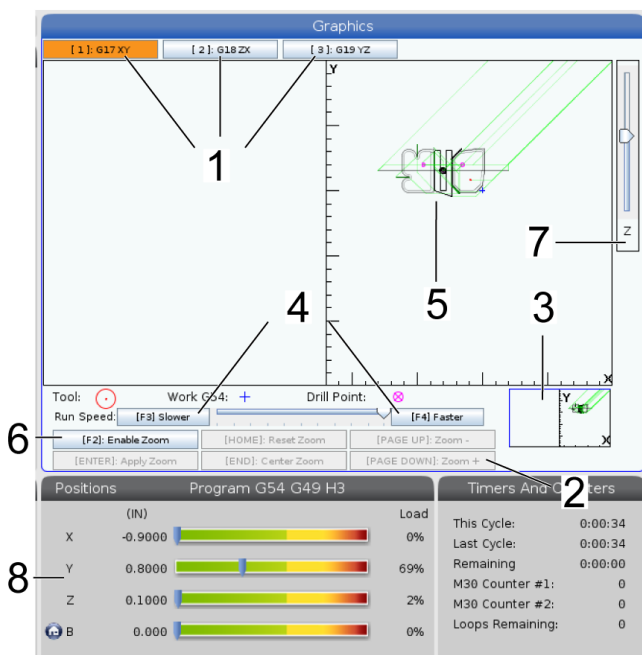 Graphics
[ 1 ]: G17 XY [ 2 ]: G18 ZX [ 3 ]: G19 YZ
Y
1
Z
7
4
5
3
X
Tool: Work G54: Drill Point:
Y
Run Speed: [F3] Slower [F4] Faster
6
[F2]: Enable Zoom [HOME]: Reset Zoom [PAGE UP]: Zoom -
X
[ENTER]: Apply Zoom [END]: Center Zoom [PAGE DOWN]: Zoom +
2
Positions Program G54 G49 H3
(IN) Load
X -0.9000 0%
8
Y 0.8000 69%
Z 0.1000 2%
B 0.000 0%
Timers And Counters
This Cycle: 0:00:34
Last Cycle: 0:00:34
Remaining 0:00:00
M30 Counter #1: 0
M30 Counter #2: 0
Loops Remaining: 0